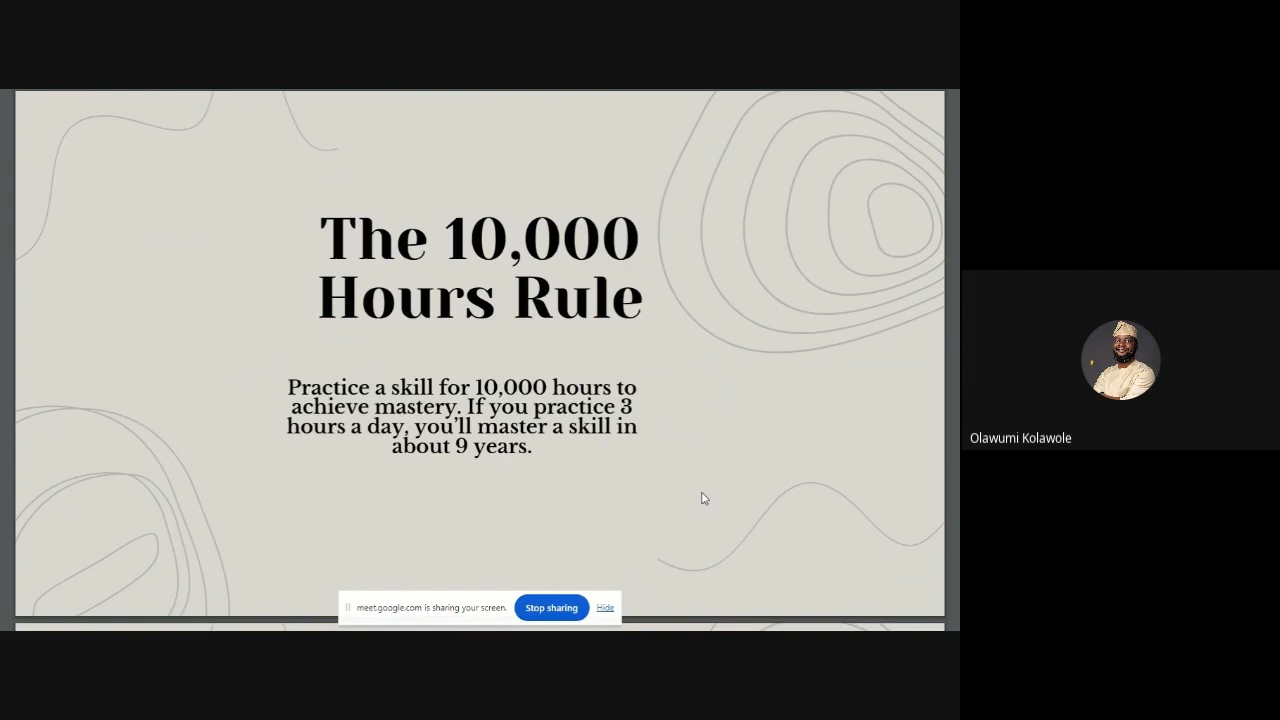 The 10,000
Hours Rule
Practice a skill for 10,000 hours to
achieve mastery. If you practice 3
hours a day, you’ll master a skill in
about 9 years.
meet.google.com is sharing your screen.
Stop sharing
Hide
Olawumi Kolawole